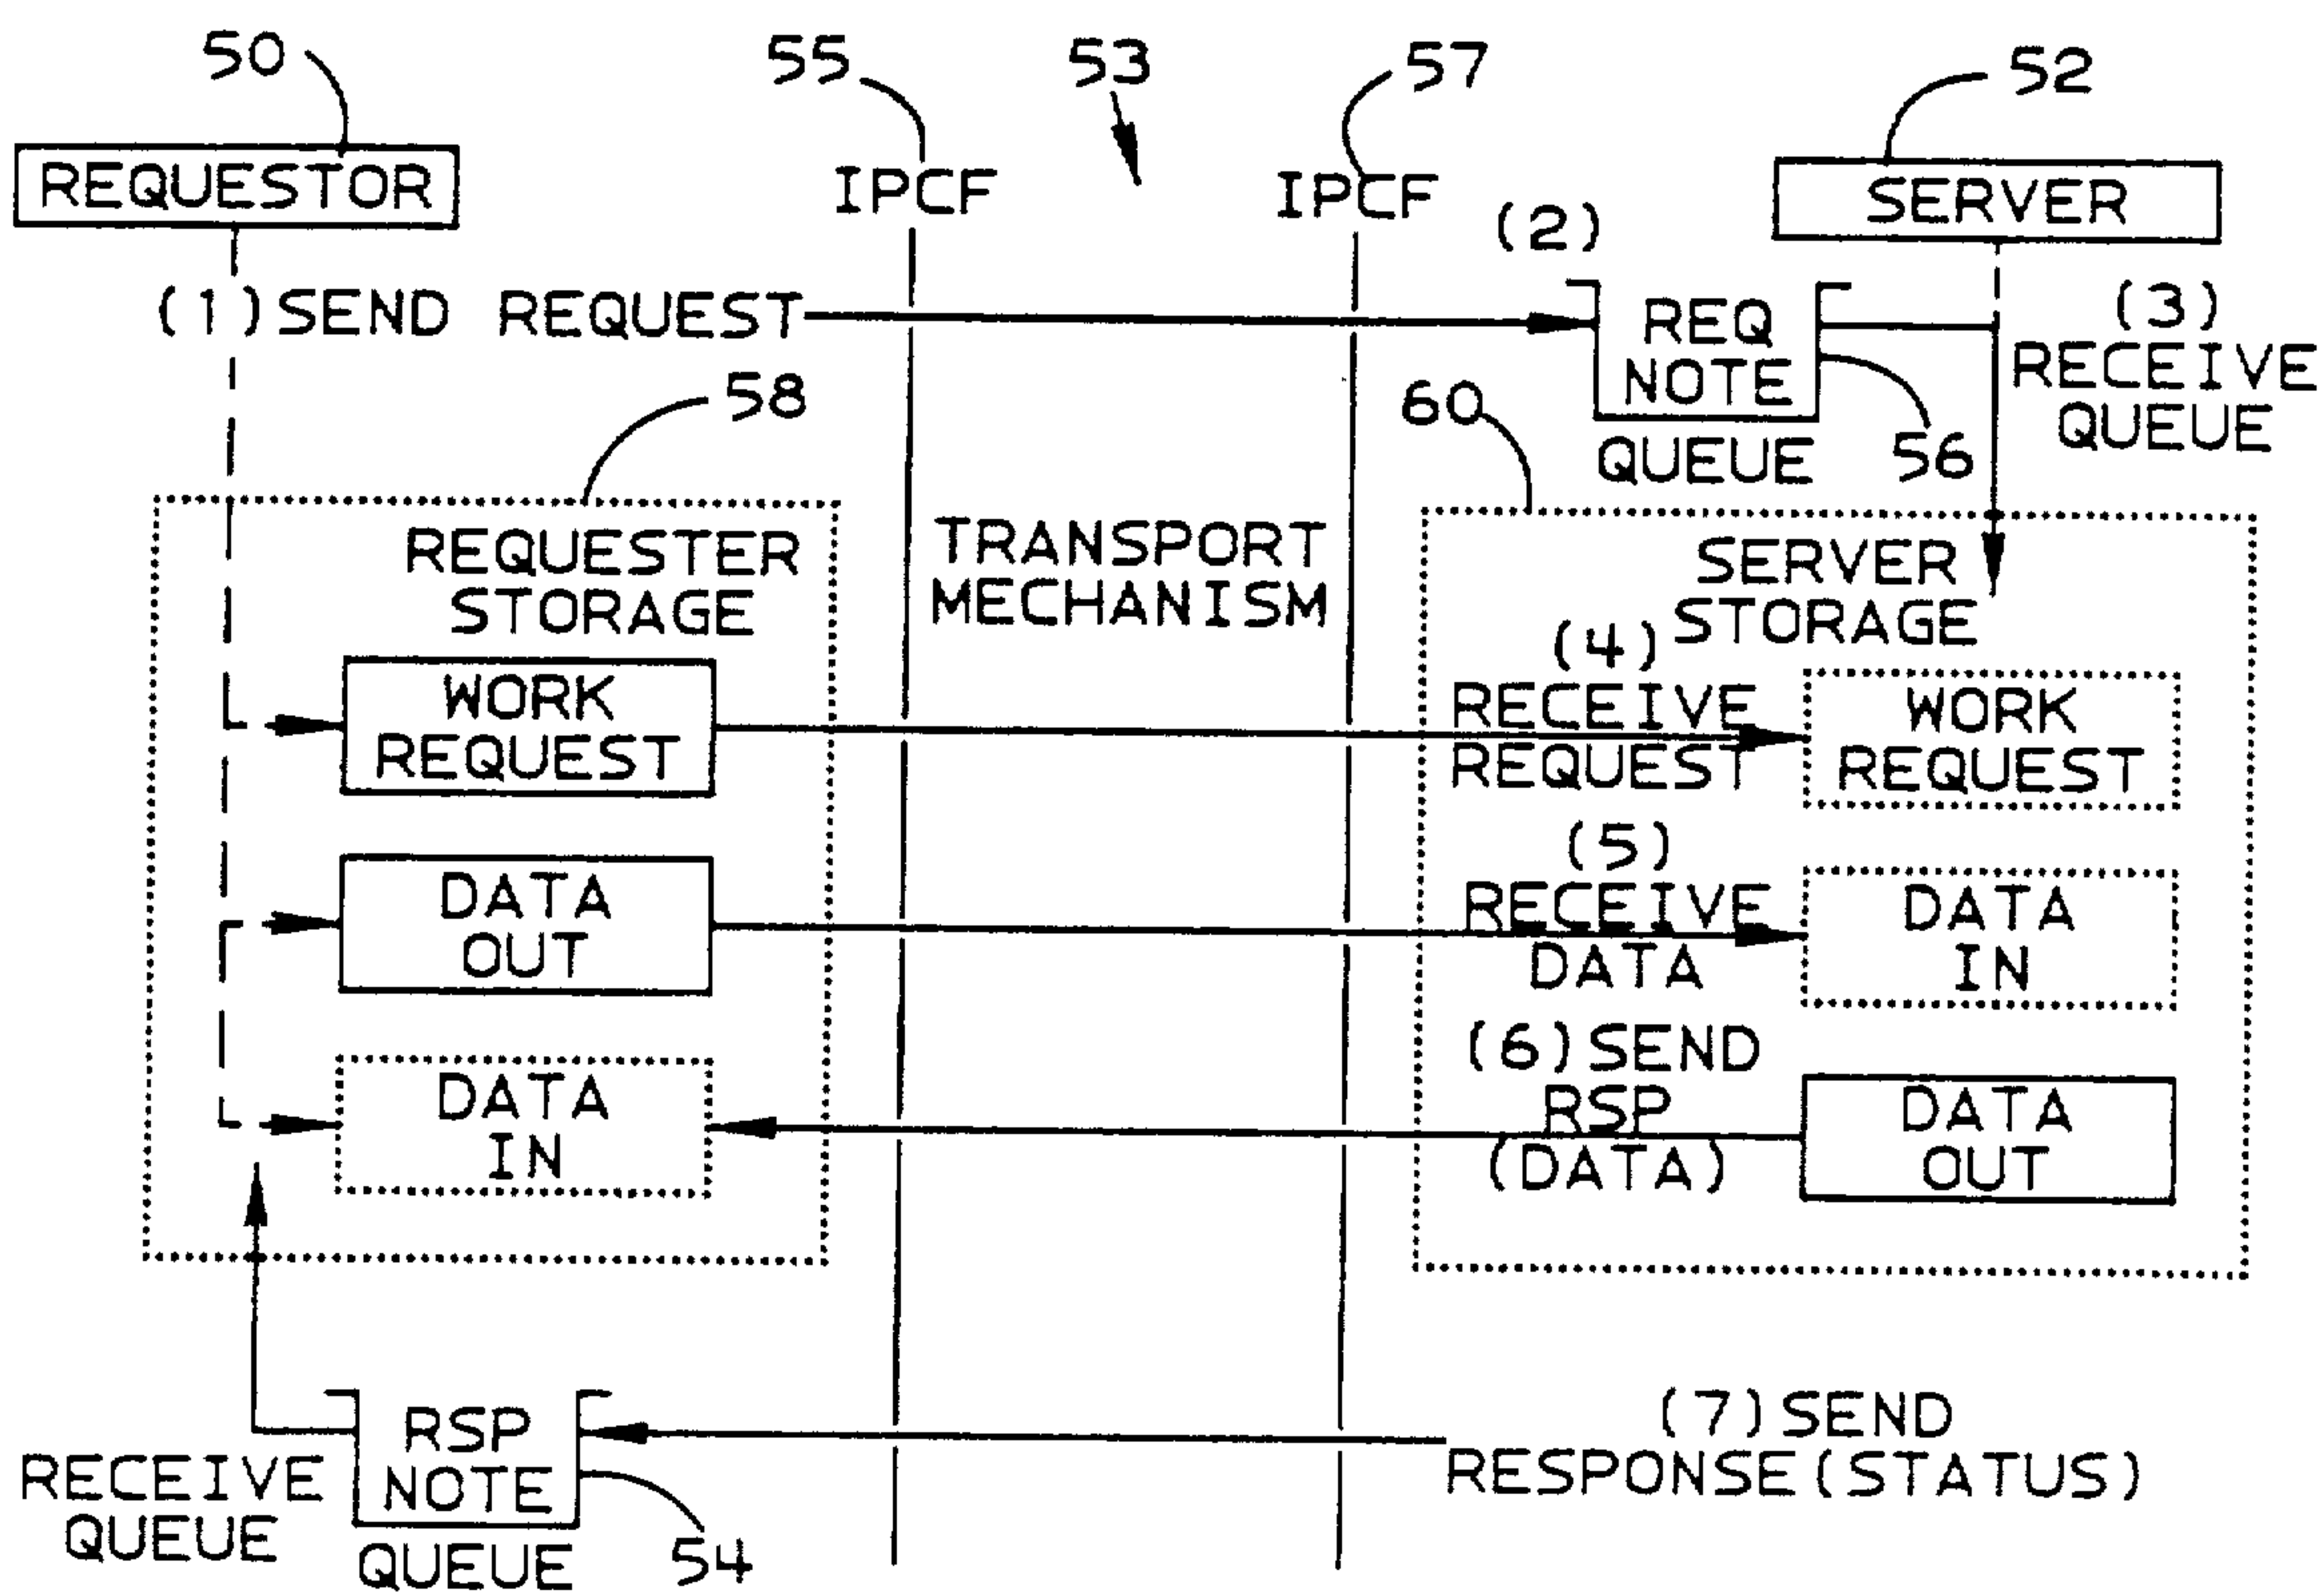 50
55
53
57
52
REQUESTOR
IPCF
IPCF
SERVER
(2)
(1)SEND REQUEST
REQ
NOTE
QUEUE
56
(3)
RECEIVE
QUEUE
58
60
REQUESTER
STORAGE
TRANSPORT
MECHANISM
SERVER
STORAGE
WORK
REQUEST
(4)
RECEIVE
REQUEST
WORK
REQUEST
DATA
OUT
(5)
RECEIVE
DATA
DATA
IN
DATA
IN
(6)SEND
RSP
(DATA)
DATA
OUT
RECEIVE
QUEUE
RSP
NOTE
QUEUE
54
(7)SEND
RESPONSE(STATUS)